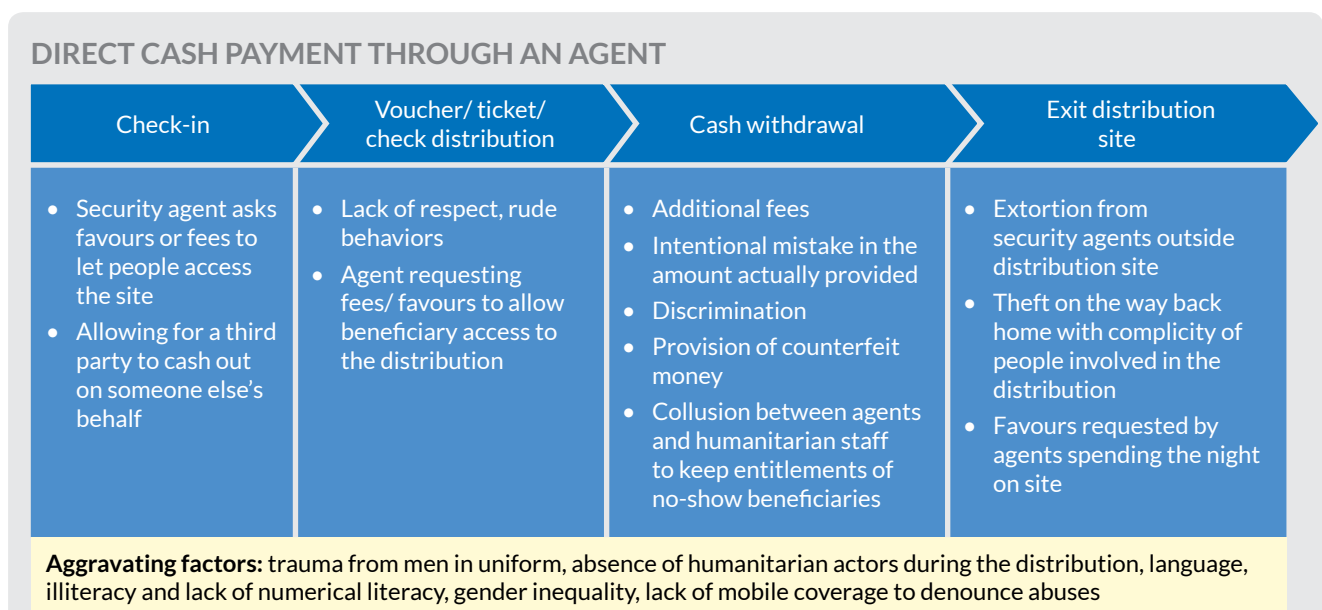 DIRECT CASH PAYMENT THROUGH AN AGENT
Check-in
Voucher/ ticket/
check distribution
Cash withdrawal
Exit distribution
site
• Security agent asks
favours or fees to
let people access
the site
• Allowing for a third
party to cash out
on someone else’s
behalf
• Lack of respect, rude
behaviors
• Agent requesting
fees/ favours to allow
beneficiary access to
the distribution
• Additional fees
• Intentional mistake in the
amount actually provided
• Discrimination
• Provision of counterfeit
money
• Collusion between agents
and humanitarian staff
to keep entitlements of
no-show beneficiaries
• Extortion from
security agents outside
distribution site
• Theft on the way back
home with complicity of
people involved in the
distribution
• Favours requested by
agents spending the night
on site
Aggravating factors: trauma from men in uniform, absence of humanitarian actors during the distribution, language,
illiteracy and lack of numerical literacy, gender inequality, lack of mobile coverage to denounce abuses